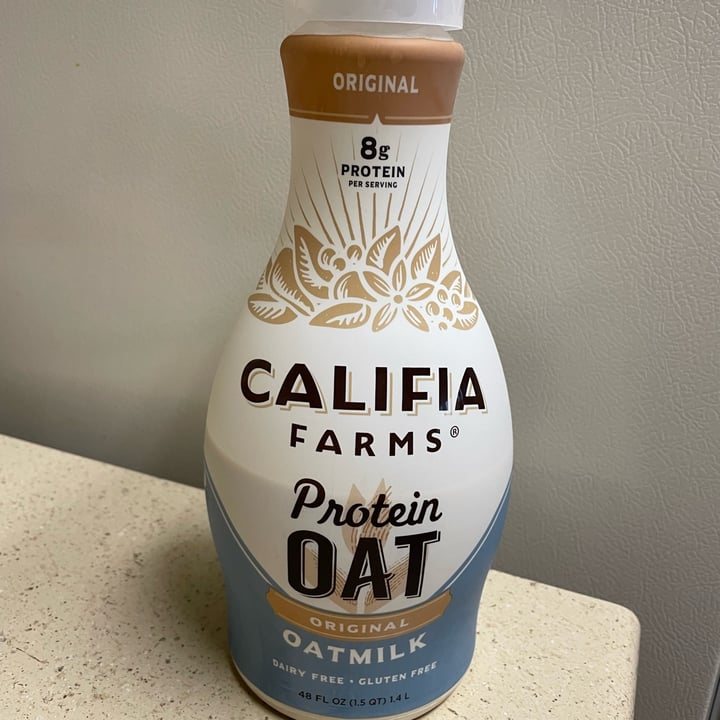 ORIGINAL
8g
PROTEIN
PER SERVING
CALIFIA
FARMS®
Protein
OAT
ORIGINAL
OATMILK
DAIRY FREE • GLUTEN FREE
48 FL OZ (1.5 QT) 1.4 L